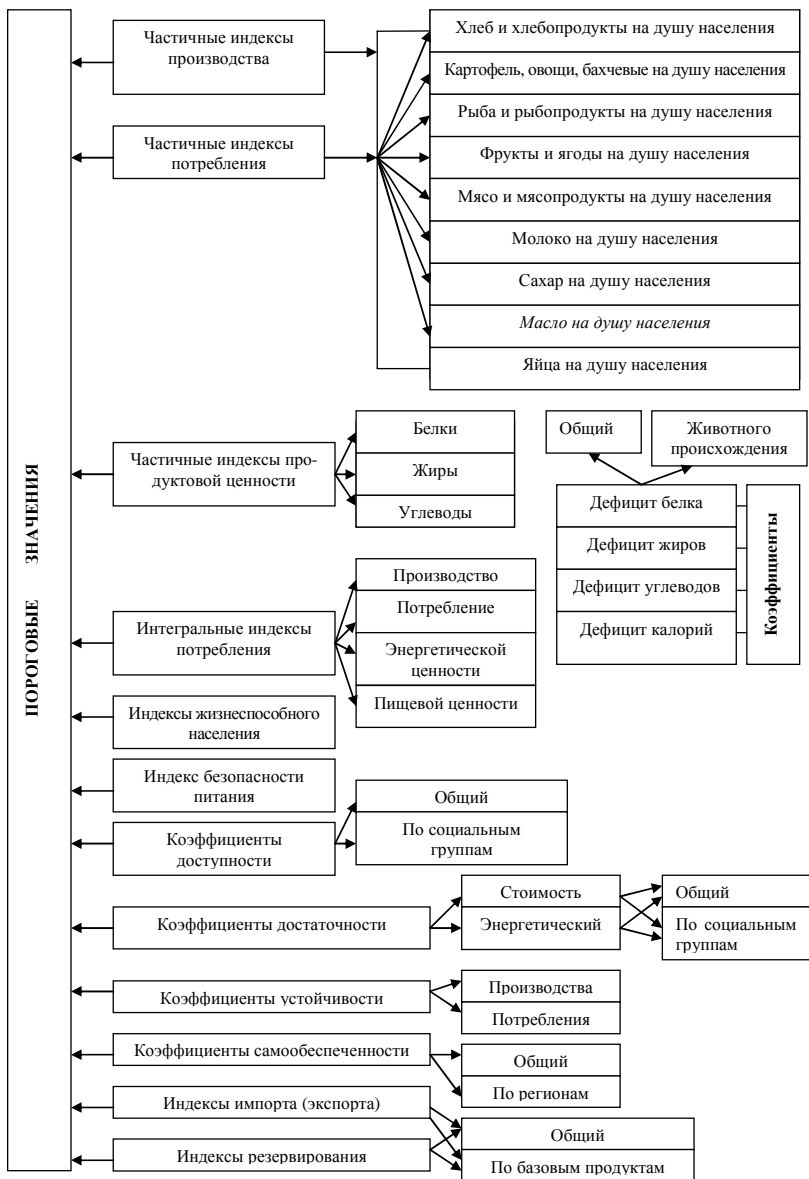 ПОРОГОВЫЕ ЗНАЧЕНИЯ
Частичные индексы
производства
Частичные индексы
потребления
Хлеб и хлебопродукты на душу населения
Картофель, овощи, бахчевые на душу населения
Рыба и рыбопродукты на душу населения
Фрукты и ягоды на душу населения
Мясо и мясопродукты на душу населения
Молоко на душу населения
Сахар на душу населения
Масло на душу населения
Яйца на душу населения
Частичные индексы про-
дуктовой ценности
Белки
Жиры
Углеводы
Общий
Животного
происхождения
Дефицит белка
Дефицит жиров
Дефицит углеводов
Дефицит калорий
Коэффициенты
Интегральные индексы
потребления
Производство
Потребление
Энергетической
ценности
Пищевой ценности
Индексы жизнеспособного
населения
Индекс безопасности
питания
Коэффициенты
доступности
Общий
По социальным
группам
Коэффициенты достаточности
Стоимость
Энергетический
Общий
По социальным
группам
Коэффициенты устойчивости
Производства
Потребления
Коэффициенты самообеспеченности
Общий
По регионам
Индексы импорта (экспорта)
Индексы резервирования
Общий
По базовым продуктам